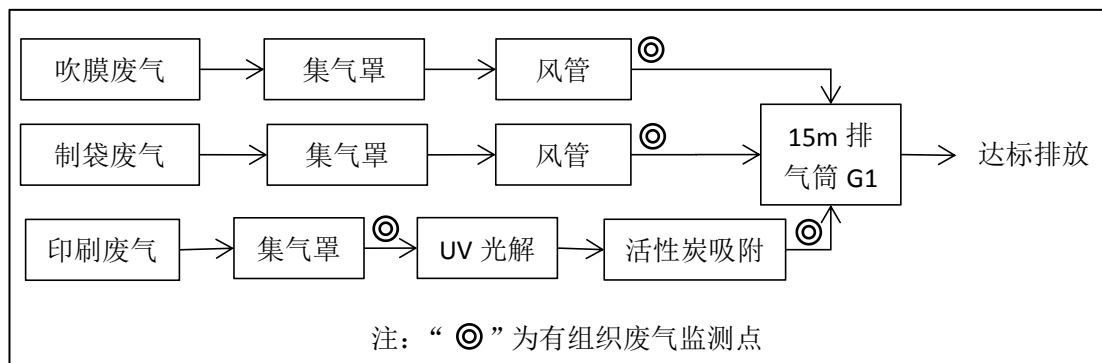 吹膜废气 集气罩 风管
制袋废气 集气罩 风管
15m 排
气筒 G1
达标排放
印刷废气 集气罩 UV 光解 活性炭吸附
注：“◎”为有组织废气监测点